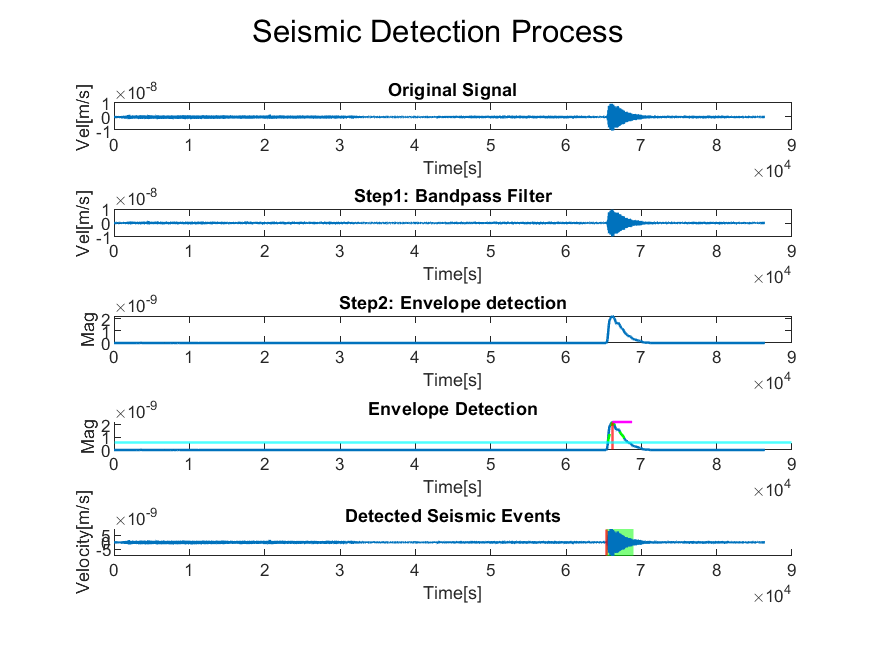 Seismic Detection Process
Original Signal
×10^-8
Vel[m/s]
1
0
-1
0 1 2 3 4 5 6 7 8 9
Time[s]
×10^4
Step1: Bandpass Filter
×10^-8
Vel[m/s]
1
0
-1
0 1 2 3 4 5 6 7 8 9
Time[s]
×10^4
Step2: Envelope detection
×10^-9
Mag
2
1
0
0 1 2 3 4 5 6 7 8 9
Time[s]
×10^4
Envelope Detection
×10^-9
Mag
2
1
0
0 1 2 3 4 5 6 7 8 9
Time[s]
×10^4
Detected Seismic Events
×10^-9
Velocity[m/s]
5
0
-5
0 1 2 3 4 5 6 7 8 9
Time[s]
×10^4